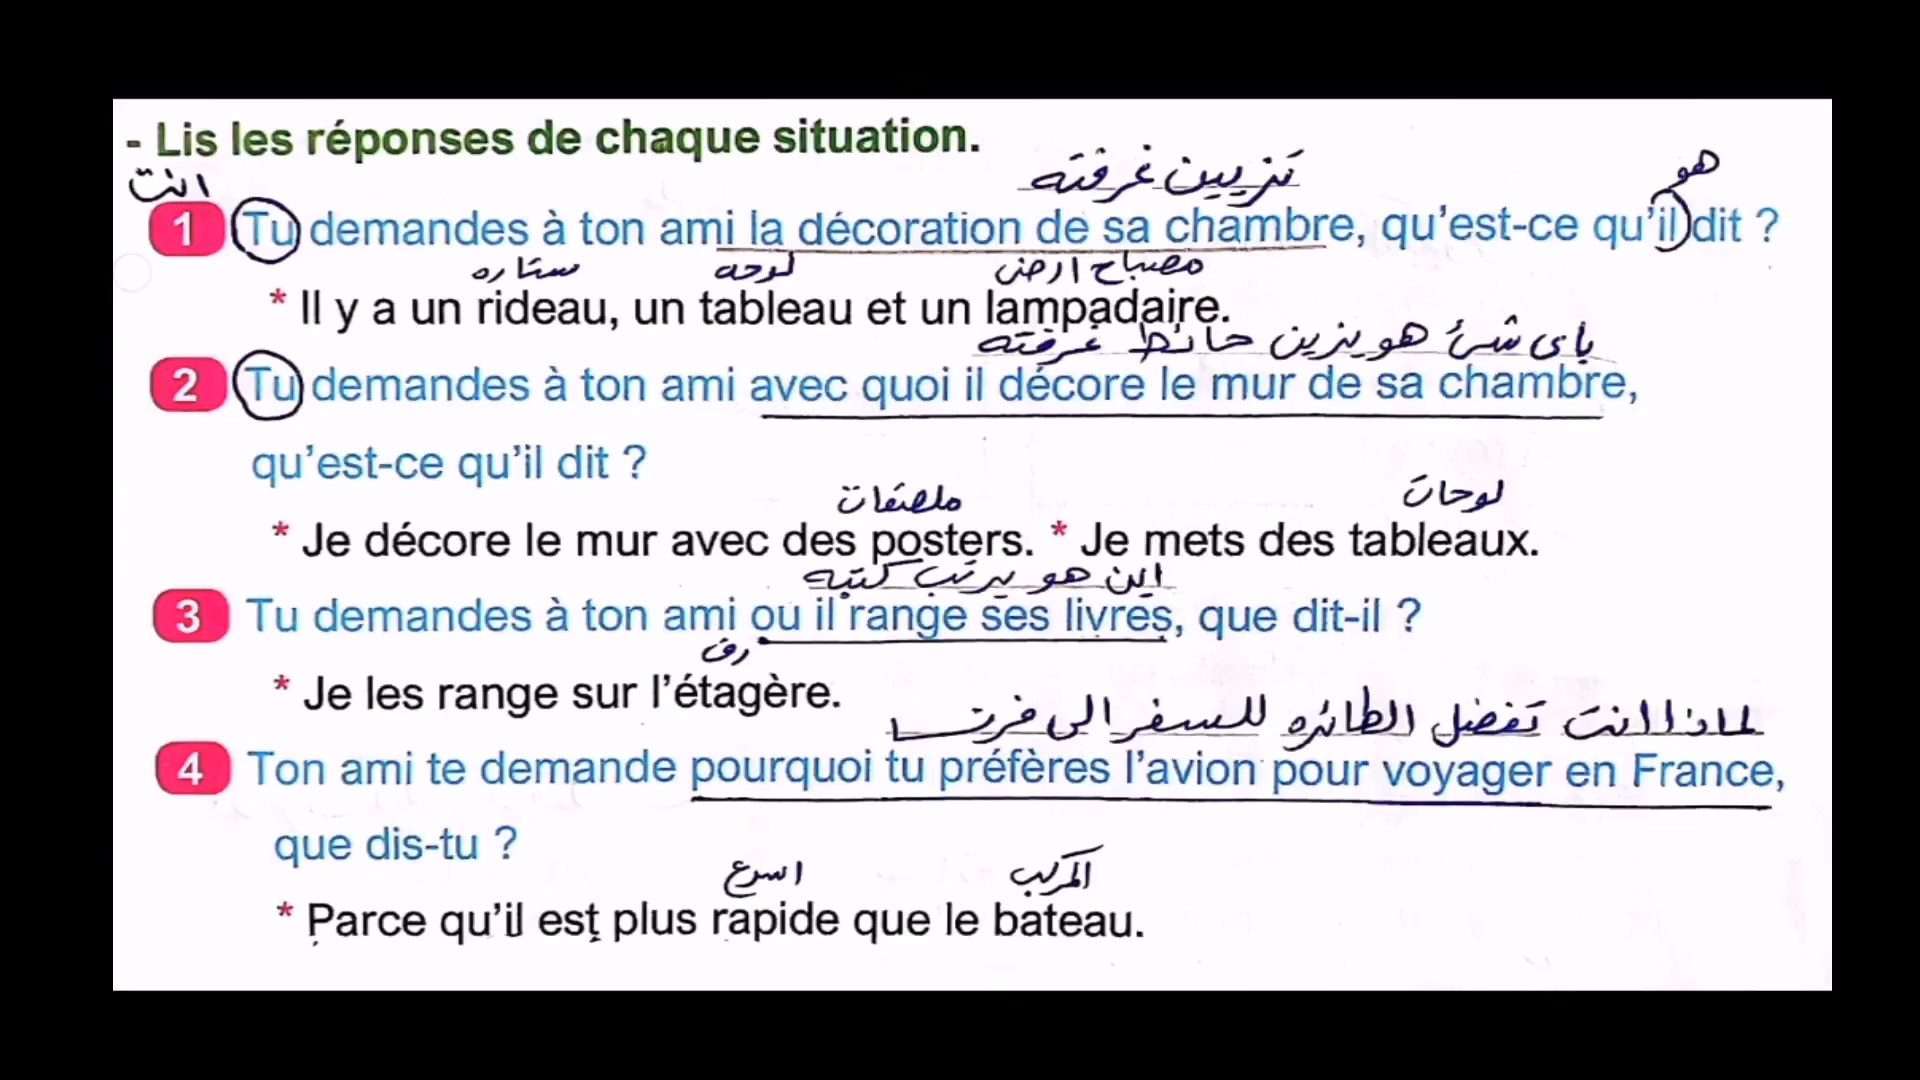 - Lis les réponses de chaque situation.
انت
تزيين غرفته
هو
1 Tu demandes à ton ami la décoration de sa chambre, qu'est-ce qu'il dit ?
ستاره
لوحه
مصباح ارضى
* Il y a un rideau, un tableau et un lampadaire.
باى شئ هو يزين حائط غرفته
2 Tu demandes à ton ami avec quoi il décore le mur de sa chambre,
qu'est-ce qu'il dit ?
ملصقات
لوحات
* Je décore le mur avec des posters. * Je mets des tableaux.
اين هو يرتب كتبه
3 Tu demandes à ton ami ou il range ses livres, que dit-il ?
رف
* Je les range sur l'étagère.
لماذا انت تفضل الطائره للسفر الى فرنسا
4 Ton ami te demande pourquoi tu préfères l'avion pour voyager en France,
que dis-tu ?
اسرع
المركب
* Parce qu'il est plus rapide que le bateau.